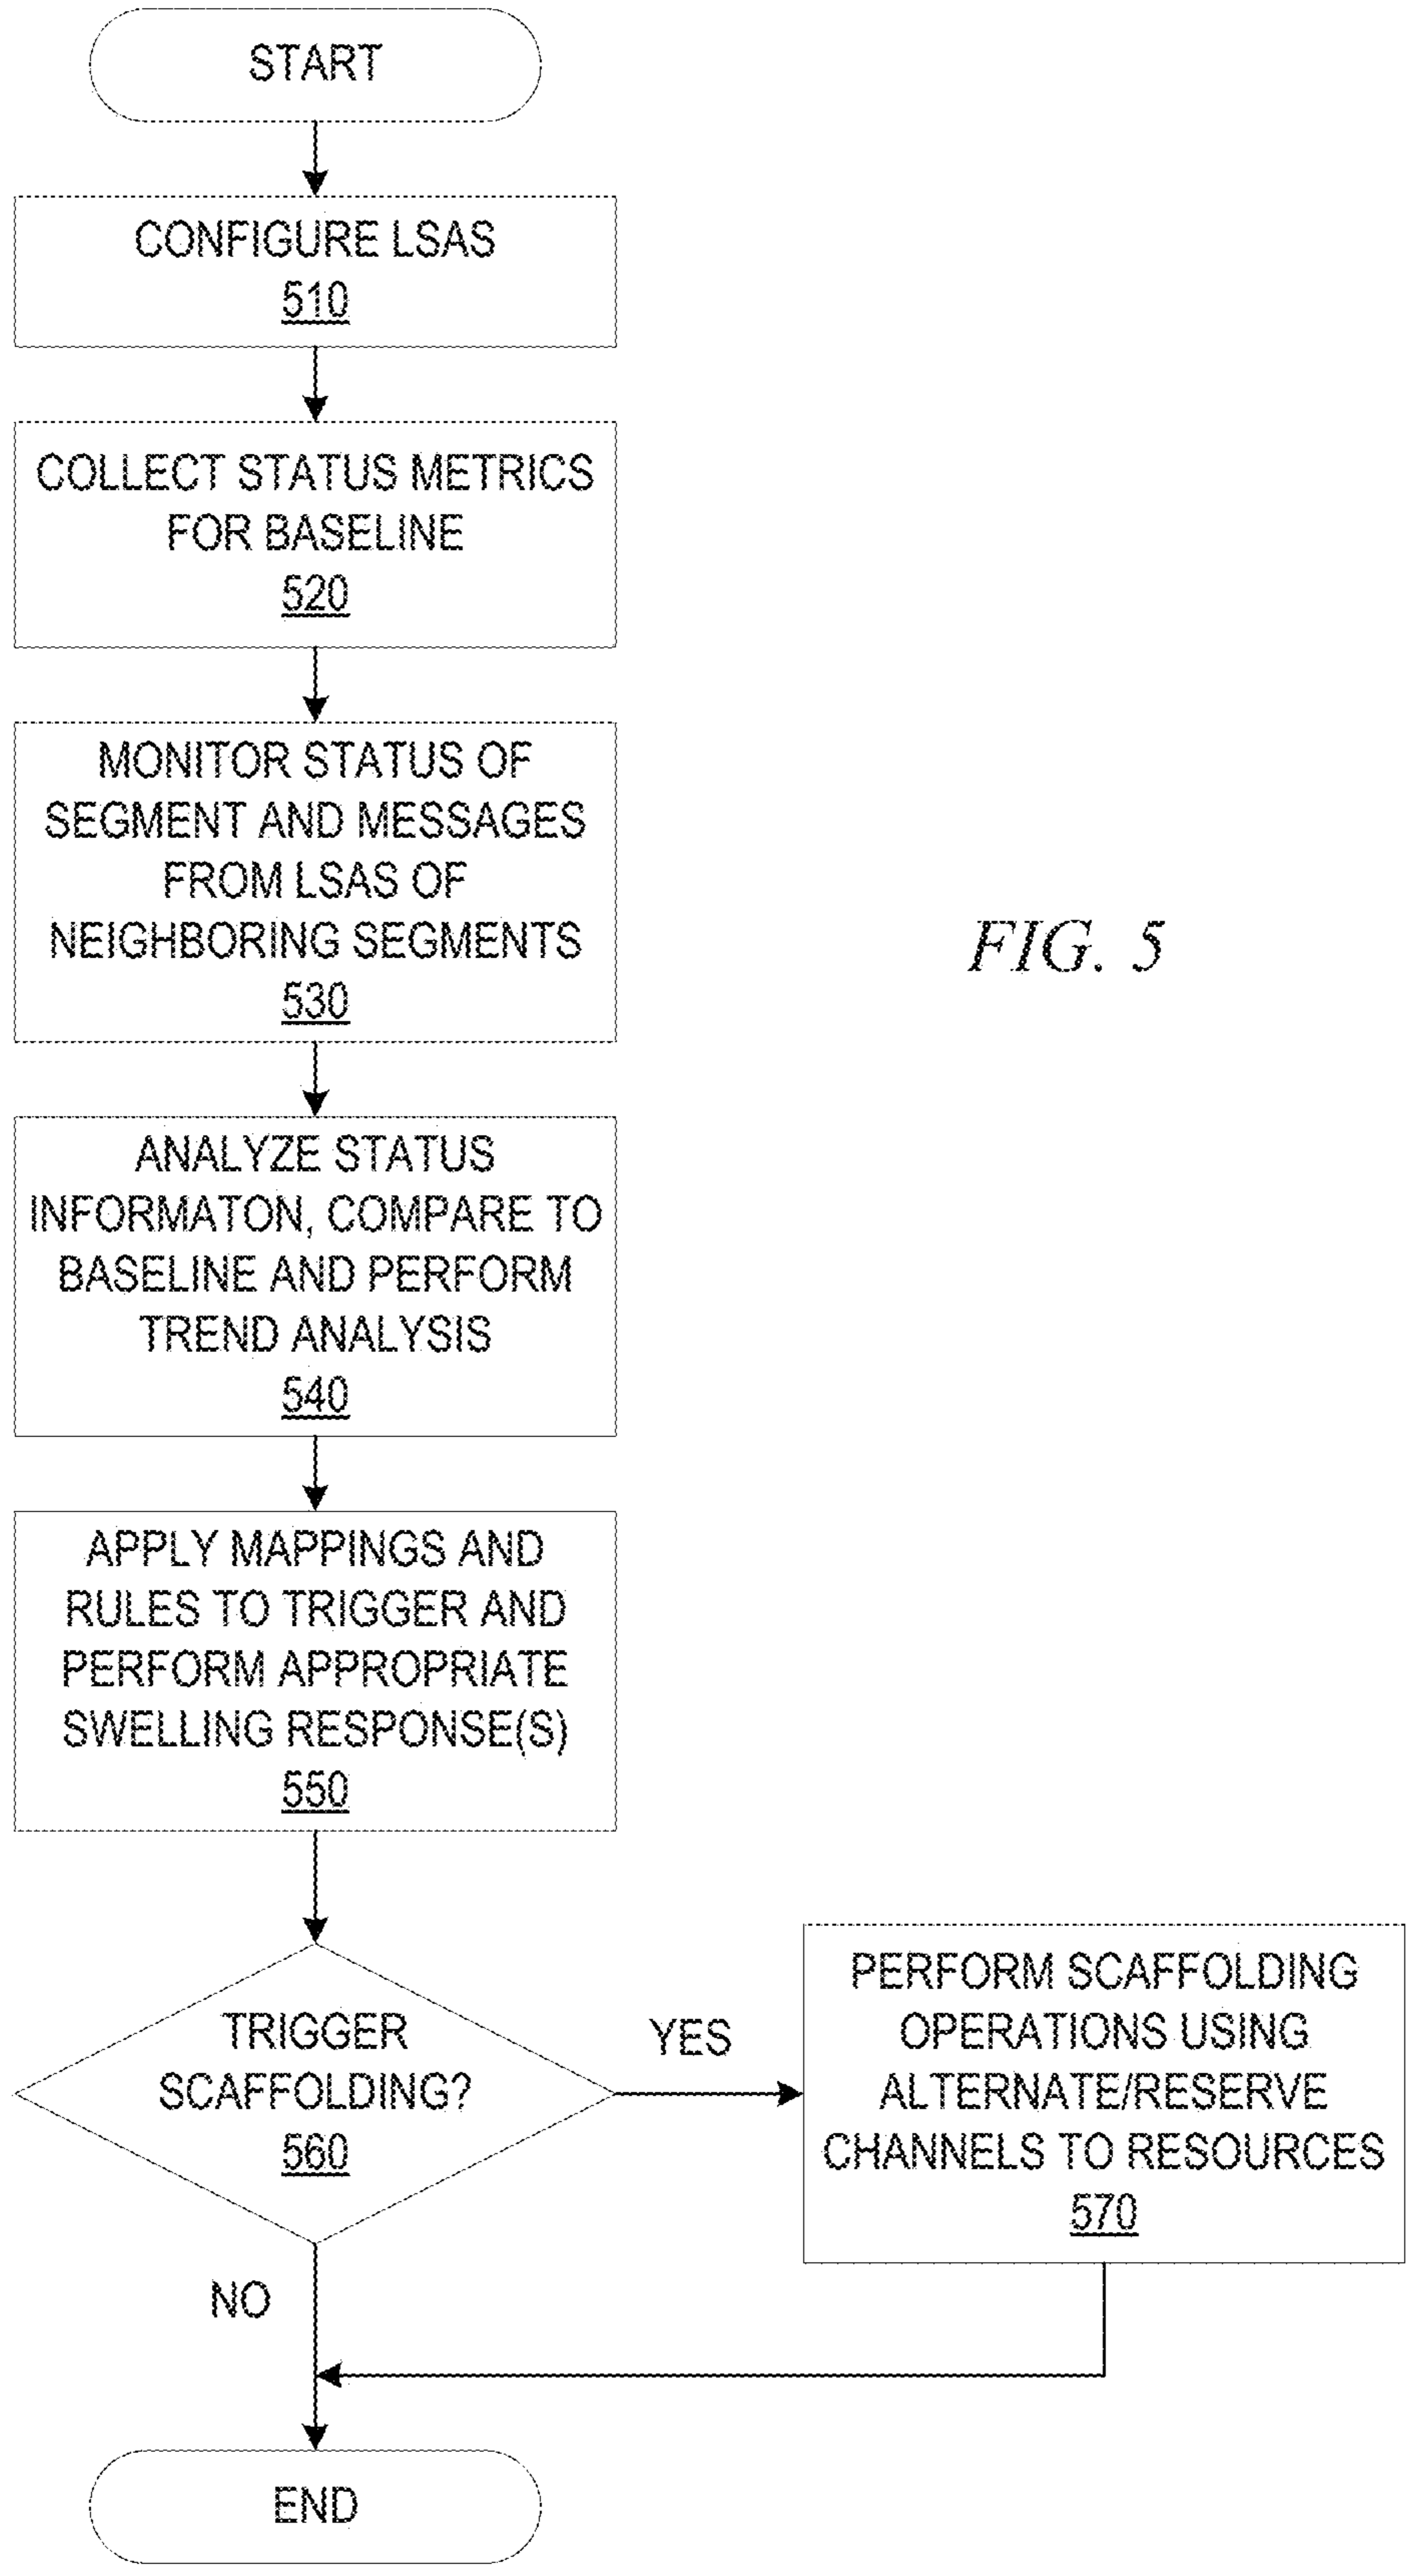 START
CONFIGURE LSAS
510
COLLECT STATUS METRICS
FOR BASELINE
520
MONITOR STATUS OF
SEGMENT AND MESSAGES
FROM LSAS OF
NEIGHBORING SEGMENTS
530
FIG. 5
ANALYZE STATUS
INFORMATON, COMPARE TO
BASELINE AND PERFORM
TREND ANALYSIS
540
APPLY MAPPINGS AND
RULES TO TRIGGER AND
PERFORM APPROPRIATE
SWELLING RESPONSE(S)
550
TRIGGER
SCAFFOLDING?
560
YES
PERFORM SCAFFOLDING
OPERATIONS USING
ALTERNATE/RESERVE
CHANNELS TO RESOURCES
570
NO
END